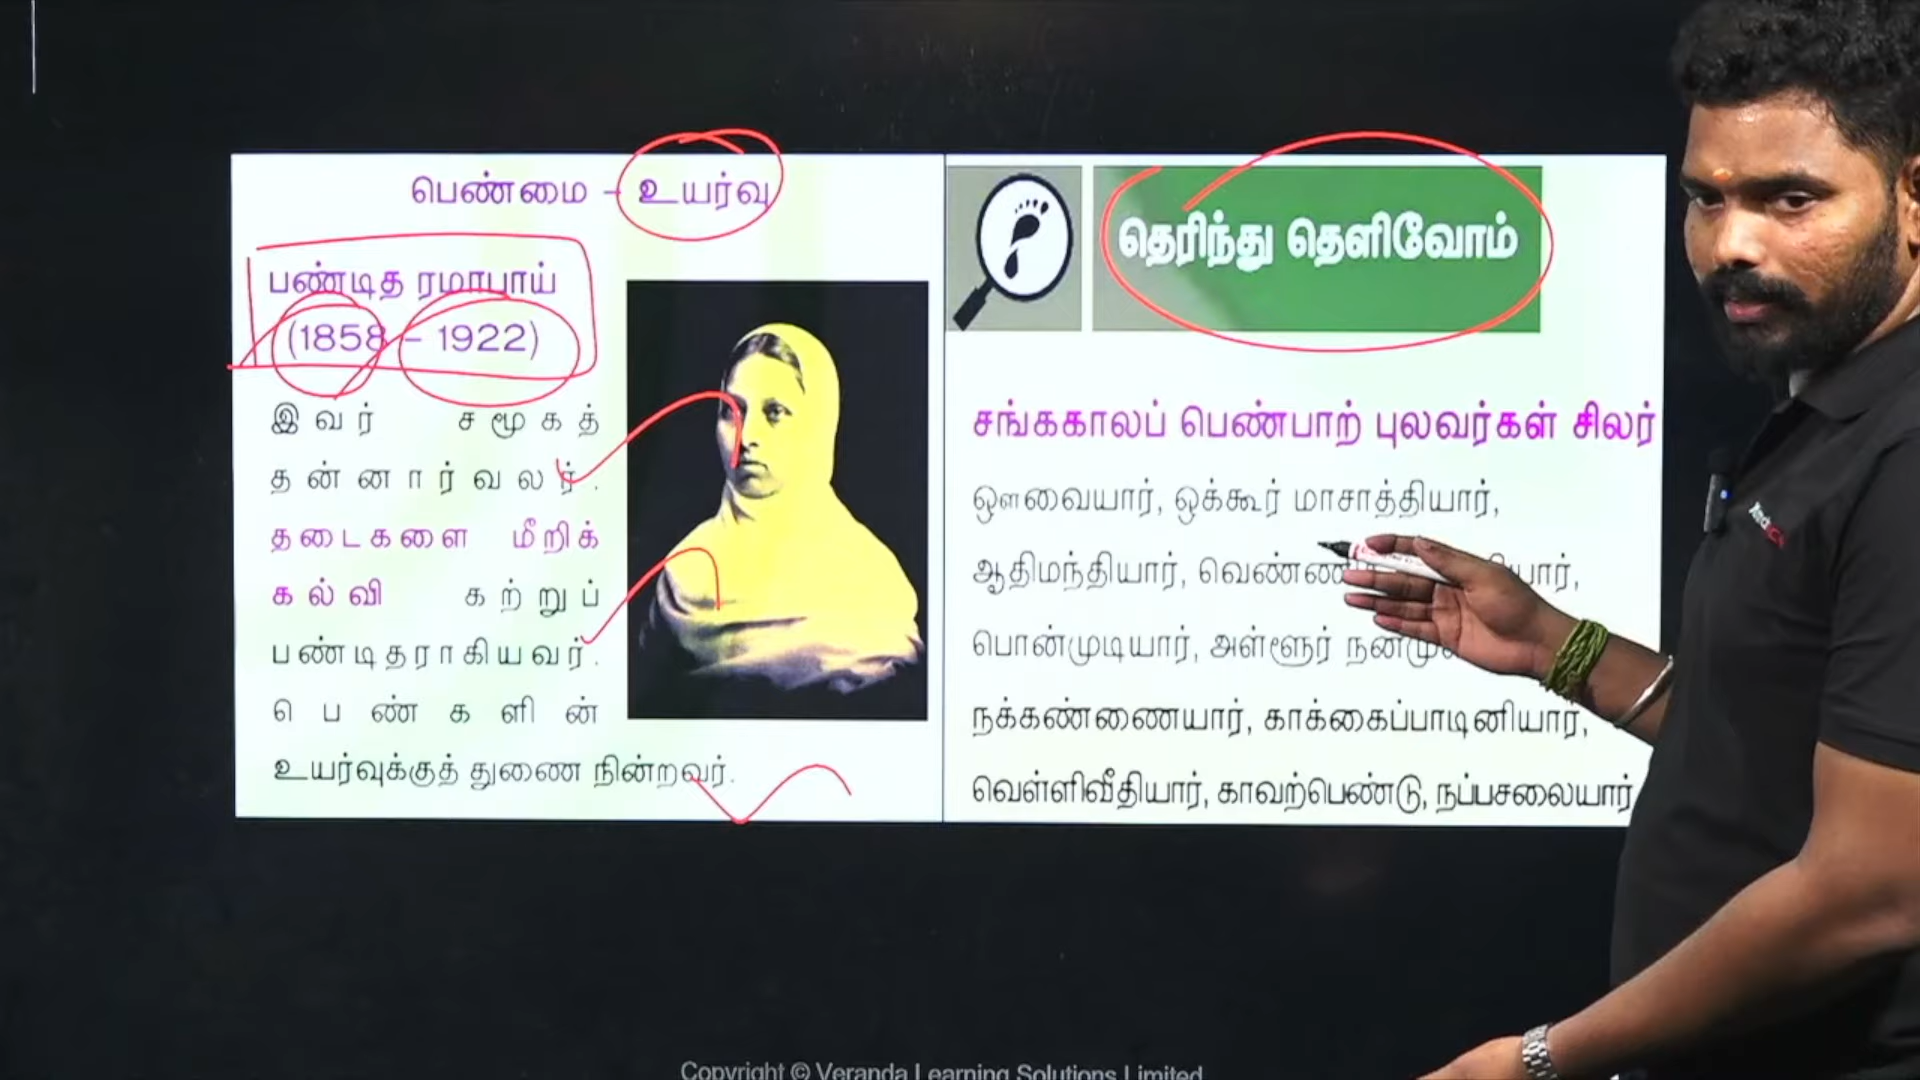 பெண்மை – உயர்வு
பண்டித ரமாபாய்
(1858 – 1922)
இவர் சமூகத்
தன்னார்வலர்.
தடைகளை மீறிக்
கல்வி கற்றுப்
பண்டிதராகியவர்.
பெண்களின்
உயர்வுக்குத் துணை நின்றவர்.
தெரிந்து தெளிவோம்
சங்ககாலப் பெண்பாற் புலவர்கள் சிலர்
ஔவையார், ஒக்கூர் மாசாத்தியார்,
ஆதிமந்தியார்,
பொன்முடியார், அள்ளூர்
நக்கண்ணையார், காக்கைப்பாடினியார்,
வெள்ளிவீதியார், காவற்பெண்டு, நப்பசலையார்
Copyright © Veranda Learning Solutions Limited